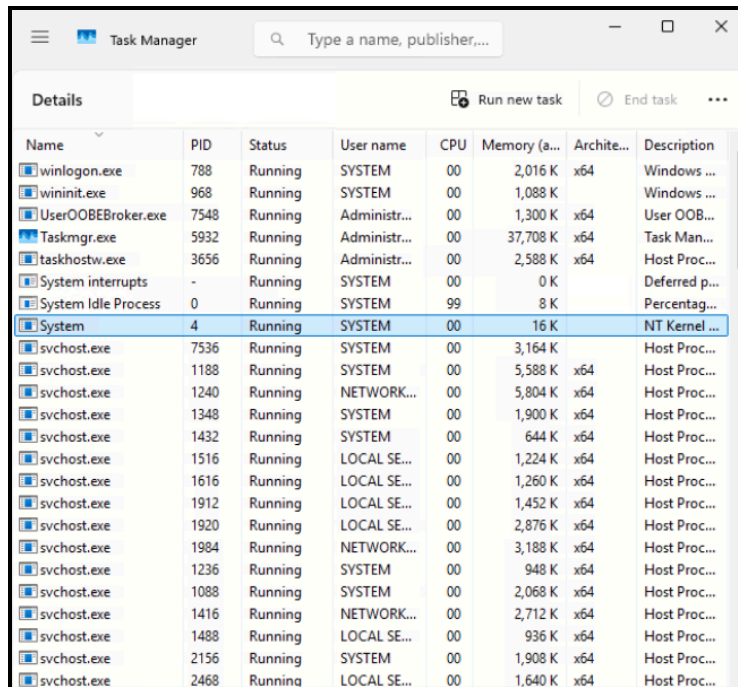 Task Manager
Type a name, publisher,...
Details Run new task End task
Name PID Status User name CPU Memory (a... Archite... Description
winlogon.exe 788 Running SYSTEM 00 2,016 K x64 Windows ...
wininit.exe 968 Running SYSTEM 00 1,088 K Windows ...
UserOOBEBroker.exe 7548 Running Administr... 00 1,300 K x64 User OOB...
Taskmgr.exe 5932 Running Administr... 00 37,708 K x64 Task Man...
taskhostw.exe 3656 Running Administr... 00 2,588 K x64 Host Proc...
System interrupts - Running SYSTEM 00 0 K Deferred p...
System Idle Process 0 Running SYSTEM 99 8 K Percentag...
System 4 Running SYSTEM 00 16 K NT Kernel ...
svchost.exe 7536 Running SYSTEM 00 3,164 K Host Proc...
svchost.exe 1188 Running SYSTEM 00 5,588 K x64 Host Proc...
svchost.exe 1240 Running NETWORK... 00 5,804 K x64 Host Proc...
svchost.exe 1348 Running SYSTEM 00 1,900 K x64 Host Proc...
svchost.exe 1432 Running SYSTEM 00 644 K x64 Host Proc...
svchost.exe 1516 Running LOCAL SE... 00 1,224 K x64 Host Proc...
svchost.exe 1616 Running LOCAL SE... 00 1,260 K x64 Host Proc...
svchost.exe 1912 Running LOCAL SE... 00 1,452 K x64 Host Proc...
svchost.exe 1920 Running LOCAL SE... 00 2,876 K x64 Host Proc...
svchost.exe 1984 Running NETWORK... 00 3,188 K x64 Host Proc...
svchost.exe 1236 Running SYSTEM 00 948 K x64 Host Proc...
svchost.exe 1088 Running SYSTEM 00 2,068 K x64 Host Proc...
svchost.exe 1416 Running NETWORK... 00 2,712 K x64 Host Proc...
svchost.exe 1488 Running LOCAL SE... 00 936 K x64 Host Proc...
svchost.exe 2156 Running SYSTEM 00 1,908 K x64 Host Proc...
svchost.exe 2468 Running LOCAL SE... 00 1,640 K x64 Host Proc...